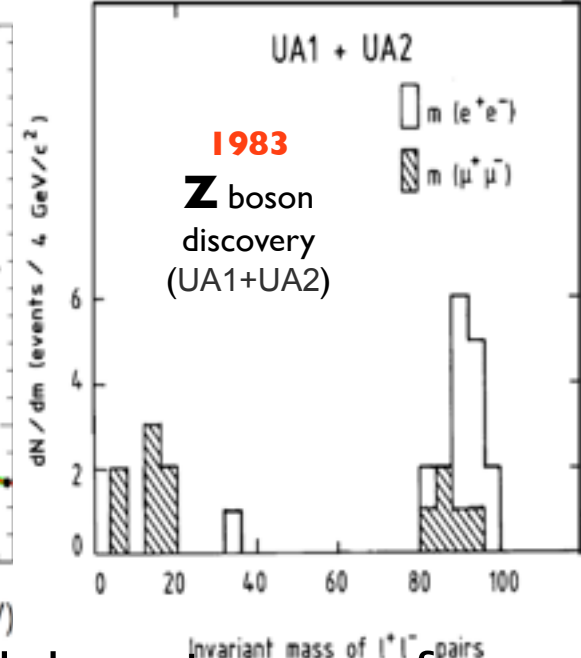 UA1 + UA2
m (e⁺e⁻)
m (μ⁺μ⁻)
1983
Z boson
discovery
(UA1+UA2)
dN/dm (events / 4 GeV/c²)
6
4
2
0
0 20 40 60 80 100
Invariant mass of l⁺l⁻ pairs